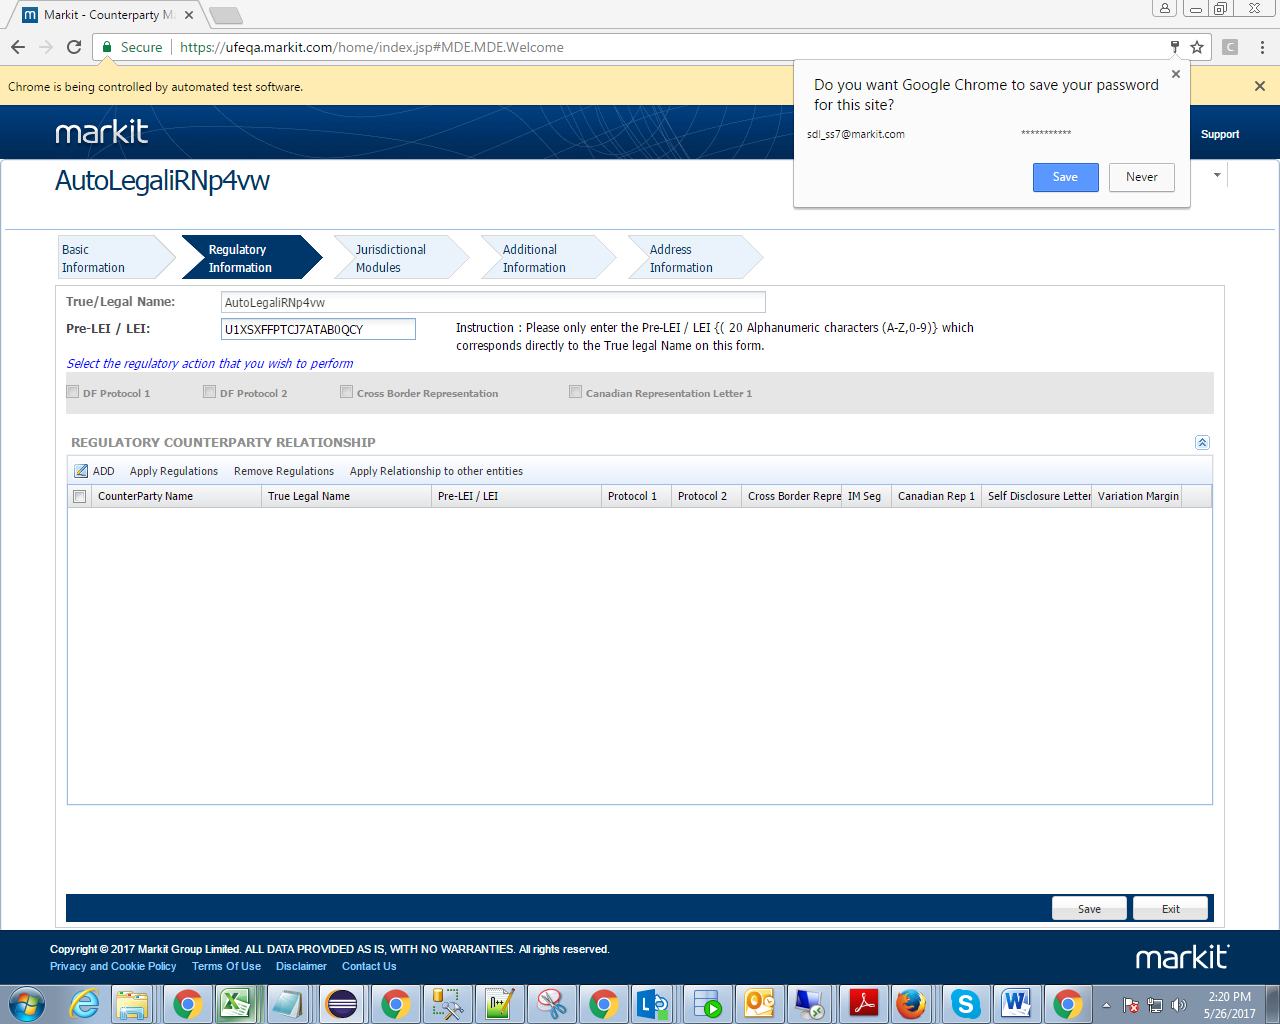 Markit - Counterparty Ma
Secure https://ufeqa.markit.com/home/index.jsp#MDE.MDE.Welcome
C
Chrome is being controlled by automated test software.
Do you want Google Chrome to save your password
for this site?
sdl_ss7@markit.com ***********
Save Never
markit
Support
AutoLegaliRNp4vw
Basic
Information
Regulatory
Information
Jurisdictional
Modules
Additional
Information
Address
Information
True/Legal Name: AutoLegaliRNp4vw
Pre-LEI / LEI: U1XSXFFPTCJ7ATAB0QCY
Instruction : Please only enter the Pre-LEI / LEI {( 20 Alphanumeric characters (A-Z,0-9)} which
corresponds directly to the True legal Name on this form.
Select the regulatory action that you wish to perform
DF Protocol 1 DF Protocol 2 Cross Border Representation Canadian Representation Letter 1
REGULATORY COUNTERPARTY RELATIONSHIP
ADD Apply Regulations Remove Regulations Apply Relationship to other entities
CounterParty Name True Legal Name Pre-LEI / LEI Protocol 1 Protocol 2 Cross Border Repre IM Seg Canadian Rep 1 Self Disclosure Letter Variation Margin
Save Exit
Copyright © 2017 Markit Group Limited. ALL DATA PROVIDED AS IS, WITH NO WARRANTIES. All rights reserved.
Privacy and Cookie Policy Terms Of Use Disclaimer Contact Us
markit
2:20 PM
5/26/2017